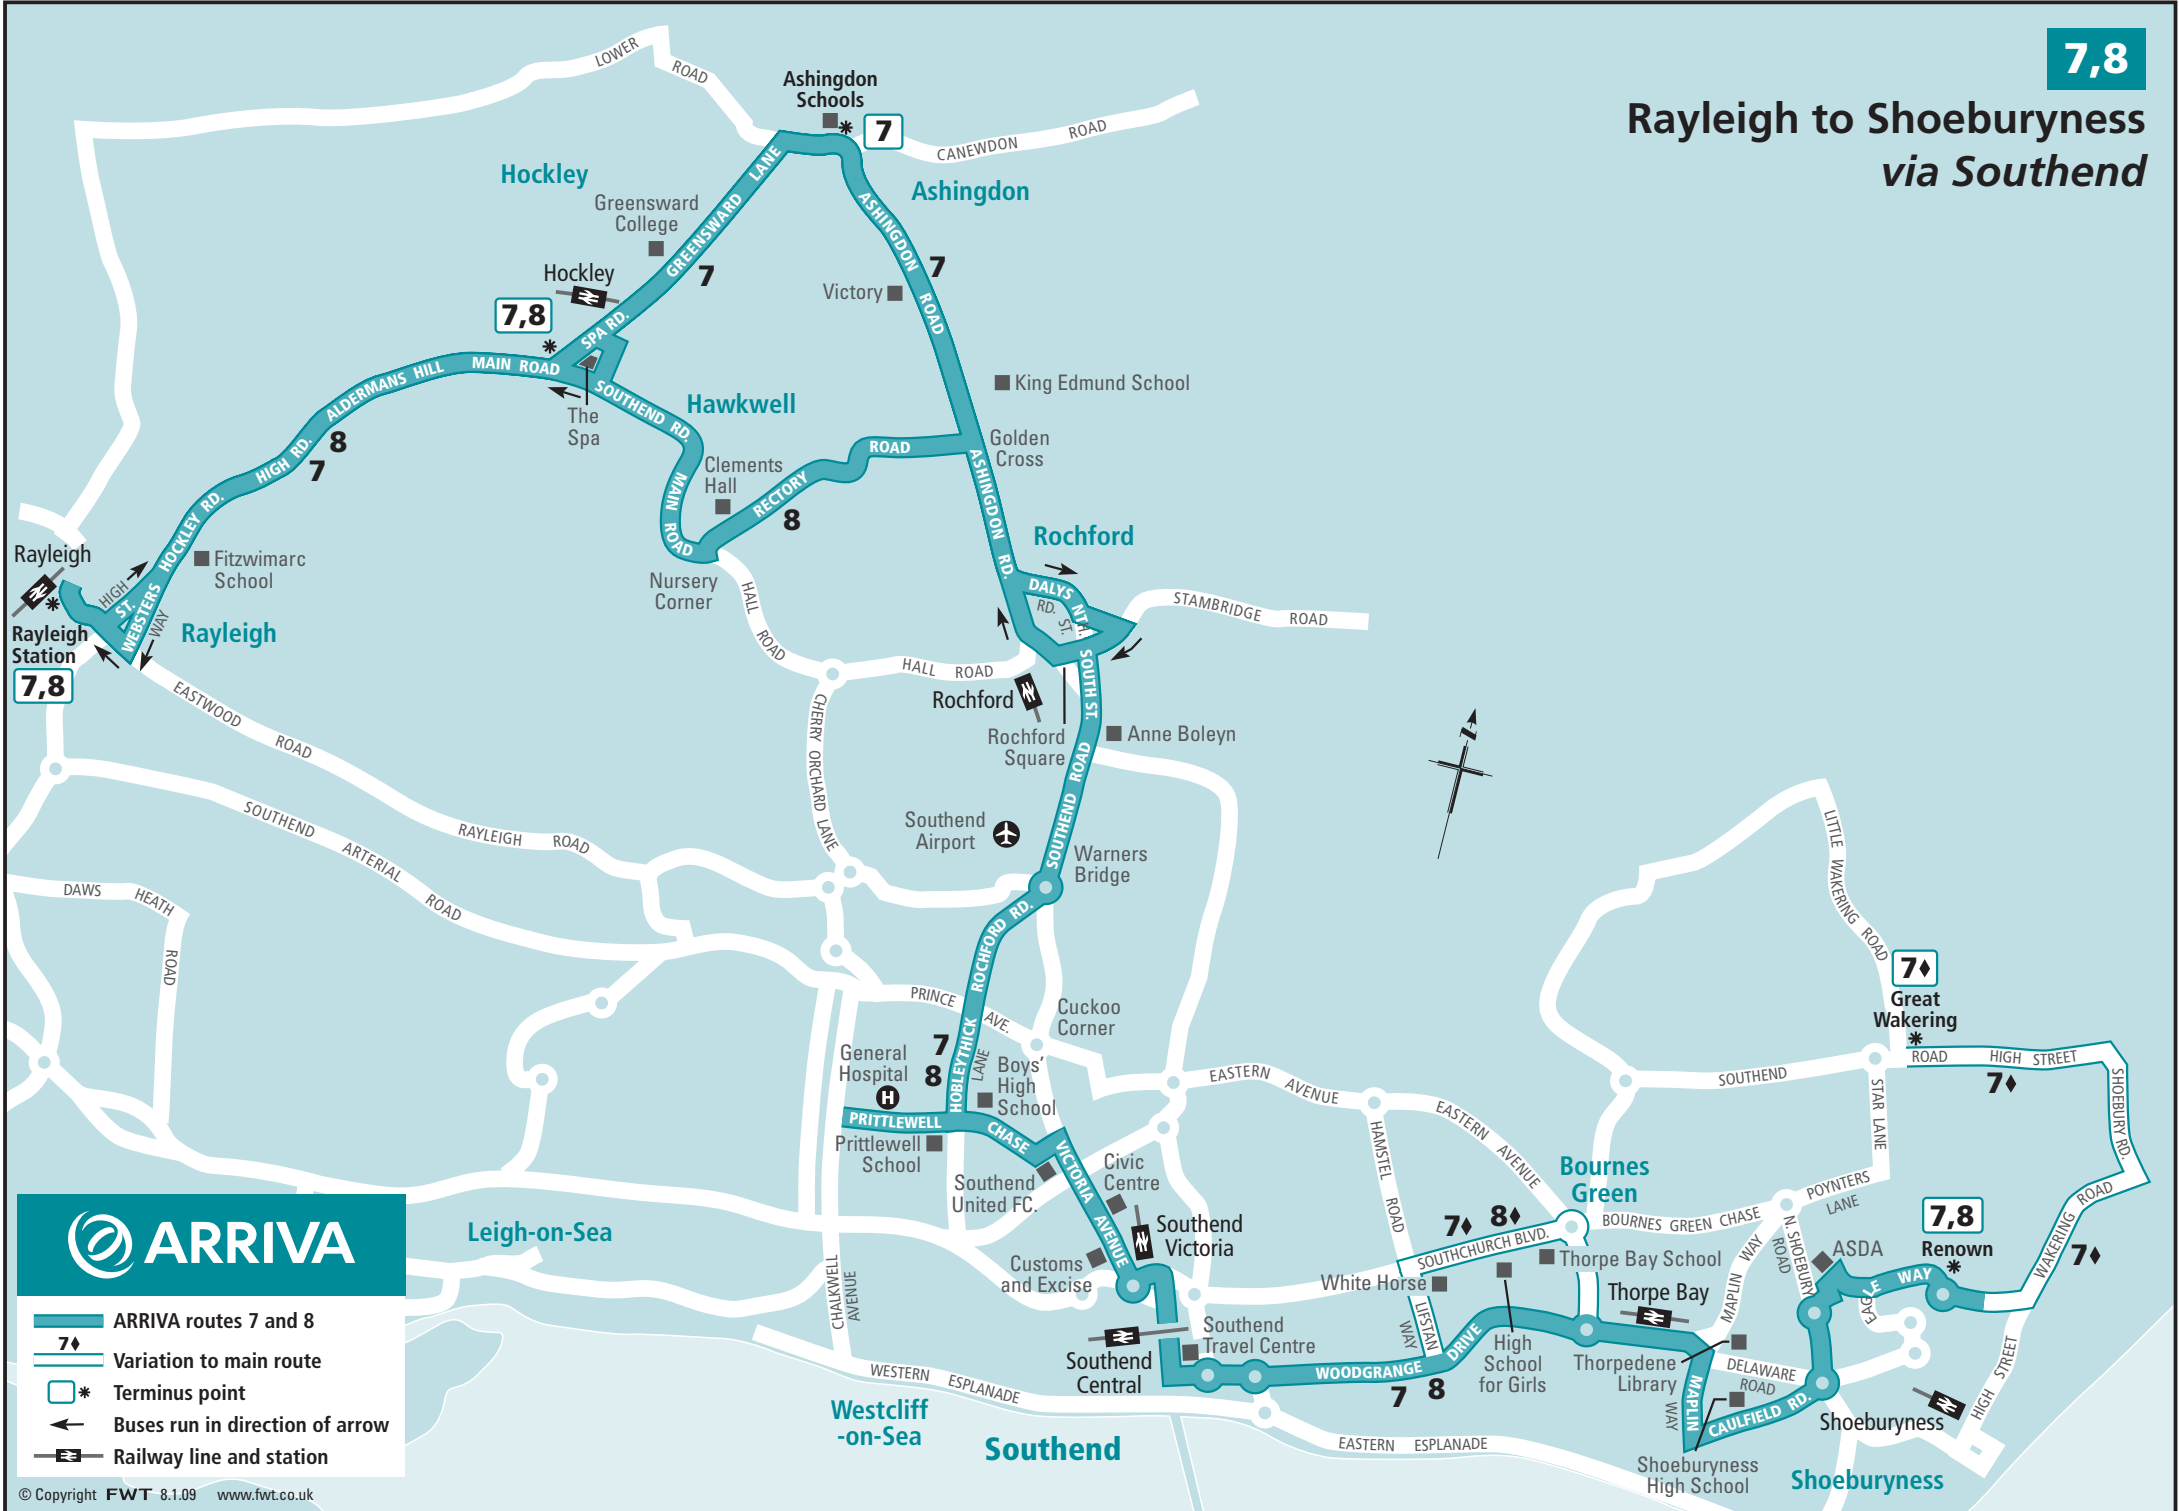 7,8
Rayleigh to Shoeburyness
via Southend
LOWER
ROAD
Ashingdon
Schools
7
CANEWDON
ROAD
Hockley
Ashingdon
Greensward
College
GREENSWARD
LANE
7
ASHINGDON
ROAD
7
Victory
Hockley
7,8
SPA RD.
MAIN ROAD
ALDERMANS HILL
HIGH RD.
8
7
HOCKLEY RD.
The
Spa
SOUTHEND RD.
Hawkwell
King Edmund School
Golden
Cross
ROAD
RECTORY
8
Clements
Hall
MAIN
ROAD
Nursery
Corner
ASHINGDON
RD.
Rochford
DALYS
RD.
NTH.
ST.
STAMBRIDGE
ROAD
Rayleigh
Rayleigh
Station
7,8
HIGH
ST.
WEBSTERS
WAY
Fitzwimarc
School
Rayleigh
HALL
ROAD
HALL ROAD
Rochford
SOUTH ST.
Rochford
Square
Anne Boleyn
EASTWOOD
ROAD
CHERRY ORCHARD LANE
SOUTHEND
ARTERIAL
ROAD
RAYLEIGH
ROAD
Southend
Airport
SOUTHEND ROAD
Warners
Bridge
DAWS
HEATH
ROAD
ROCHFORD RD.
PRINCE
AVE.
Cuckoo
Corner
7
8
HOBLEYTHICK
LANE
General
Hospital
H
Boys'
High
School
PRITTLEWELL
CHASE
Prittlewell
School
Southend
United FC.
VICTORIA
AVENUE
Civic
Centre
Southend
Victoria
Customs
and Excise
EASTERN
AVENUE
EASTERN
AVENUE
HAMSTEL
ROAD
Bournes
Green
7♦
8♦
SOUTHCHURCH BLVD.
BOURNES GREEN CHASE
Thorpe Bay School
White Horse
LIFSTAN
WAY
Thorpe Bay
LITTLE WAKERING ROAD
7♦
Great
Wakering
SOUTHEND
ROAD
HIGH STREET
7♦
STAR LANE
SHOEBURY RD.
POYNTERS
LANE
WAKERING
ROAD
7♦
7,8
Renown
N. SHOEBURY
ROAD
ASDA
EAGLE
WAY
EAGLE
MAPLIN
WAY
Southend
Travel Centre
Southend
Central
WOODGRANGE
DRIVE
7
8
High
School
for Girls
Thorpedene
Library
DELAWARE
ROAD
MAPLIN
WAY
CAULFIELD RD.
Shoeburyness
HIGH STREET
Shoeburyness
High School
Shoeburyness
CHALKWELL
AVENUE
WESTERN
ESPLANADE
Westcliff
-on-Sea
Southend
EASTERN
ESPLANADE
Leigh-on-Sea
ARRIVA
ARRIVA routes 7 and 8
7♦
Variation to main route
Terminus point
Buses run in direction of arrow
Railway line and station
© Copyright FWT 8.1.09 www.fwt.co.uk
N